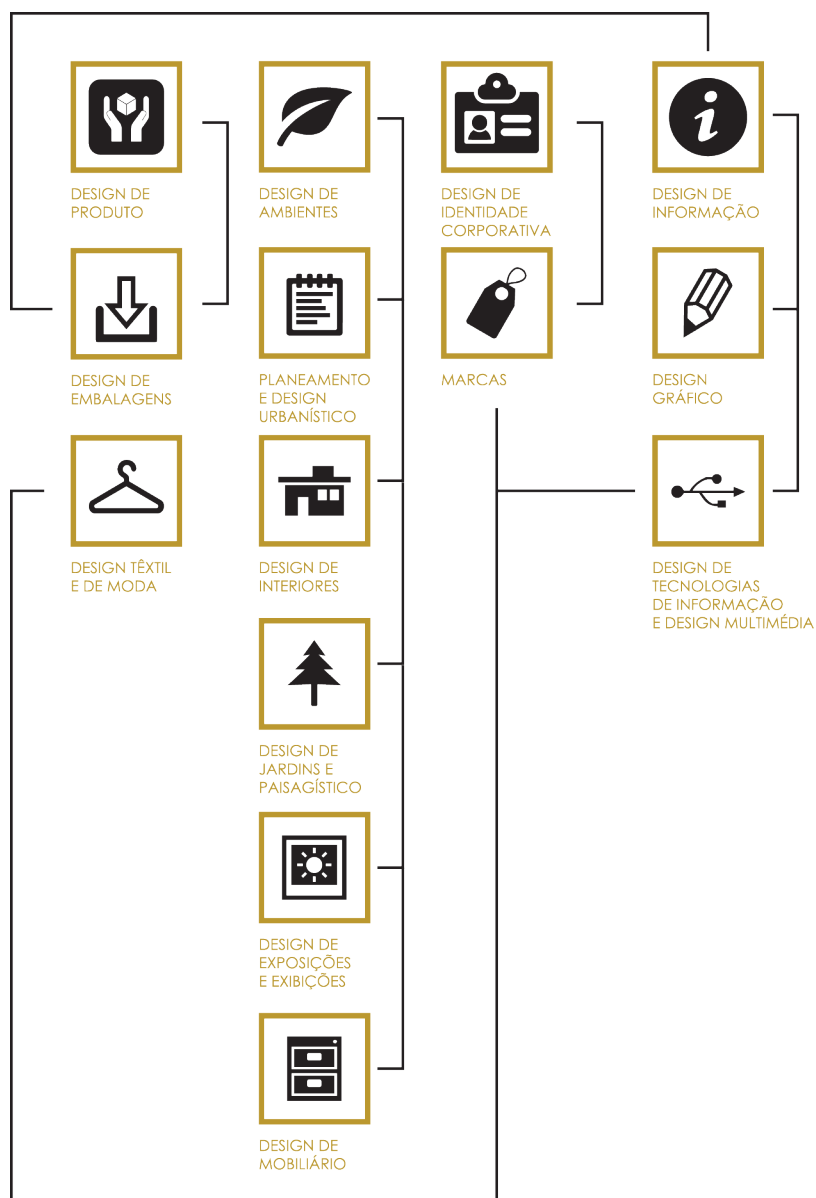 DESIGN DE
PRODUTO
DESIGN DE
AMBIENTES
DESIGN DE
IDENTIDADE
CORPORATIVA
DESIGN DE
INFORMAÇÃO
DESIGN DE
EMBALAGENS
PLANEAMENTO
E DESIGN
URBANÍSTICO
MARCAS
DESIGN
GRÁFICO
DESIGN TÊXTIL
E DE MODA
DESIGN DE
INTERIORES
DESIGN DE
TECNOLOGIAS
DE INFORMAÇÃO
E DESIGN MULTIMÉDIA
DESIGN DE
JARDINS E
PAISAGÍSTICO
DESIGN DE
EXPOSIÇÕES
E EXIBIÇÕES
DESIGN DE
MOBILIÁRIO